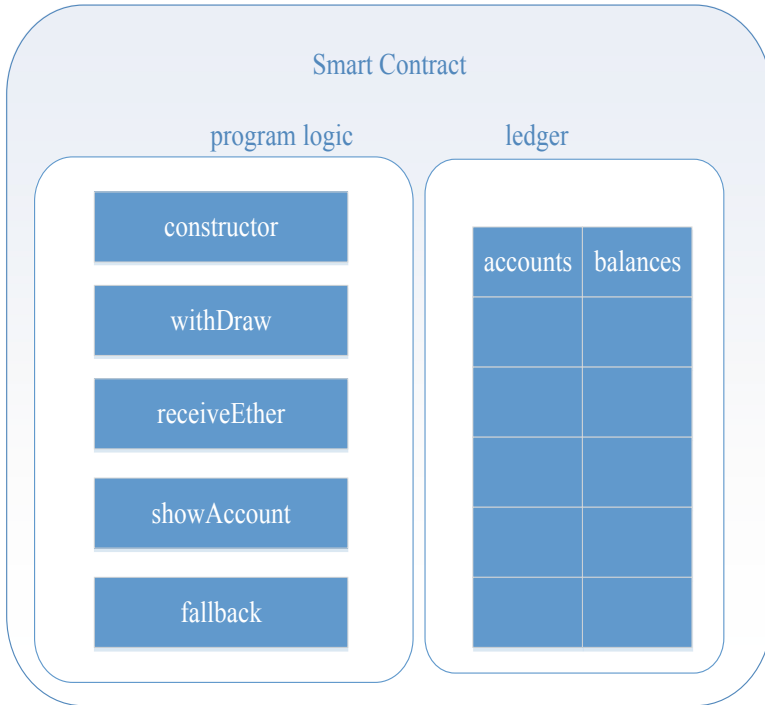 Smart Contract
program logic
ledger
constructor
withDraw
receiveEther
showAccount
fallback
accounts balances